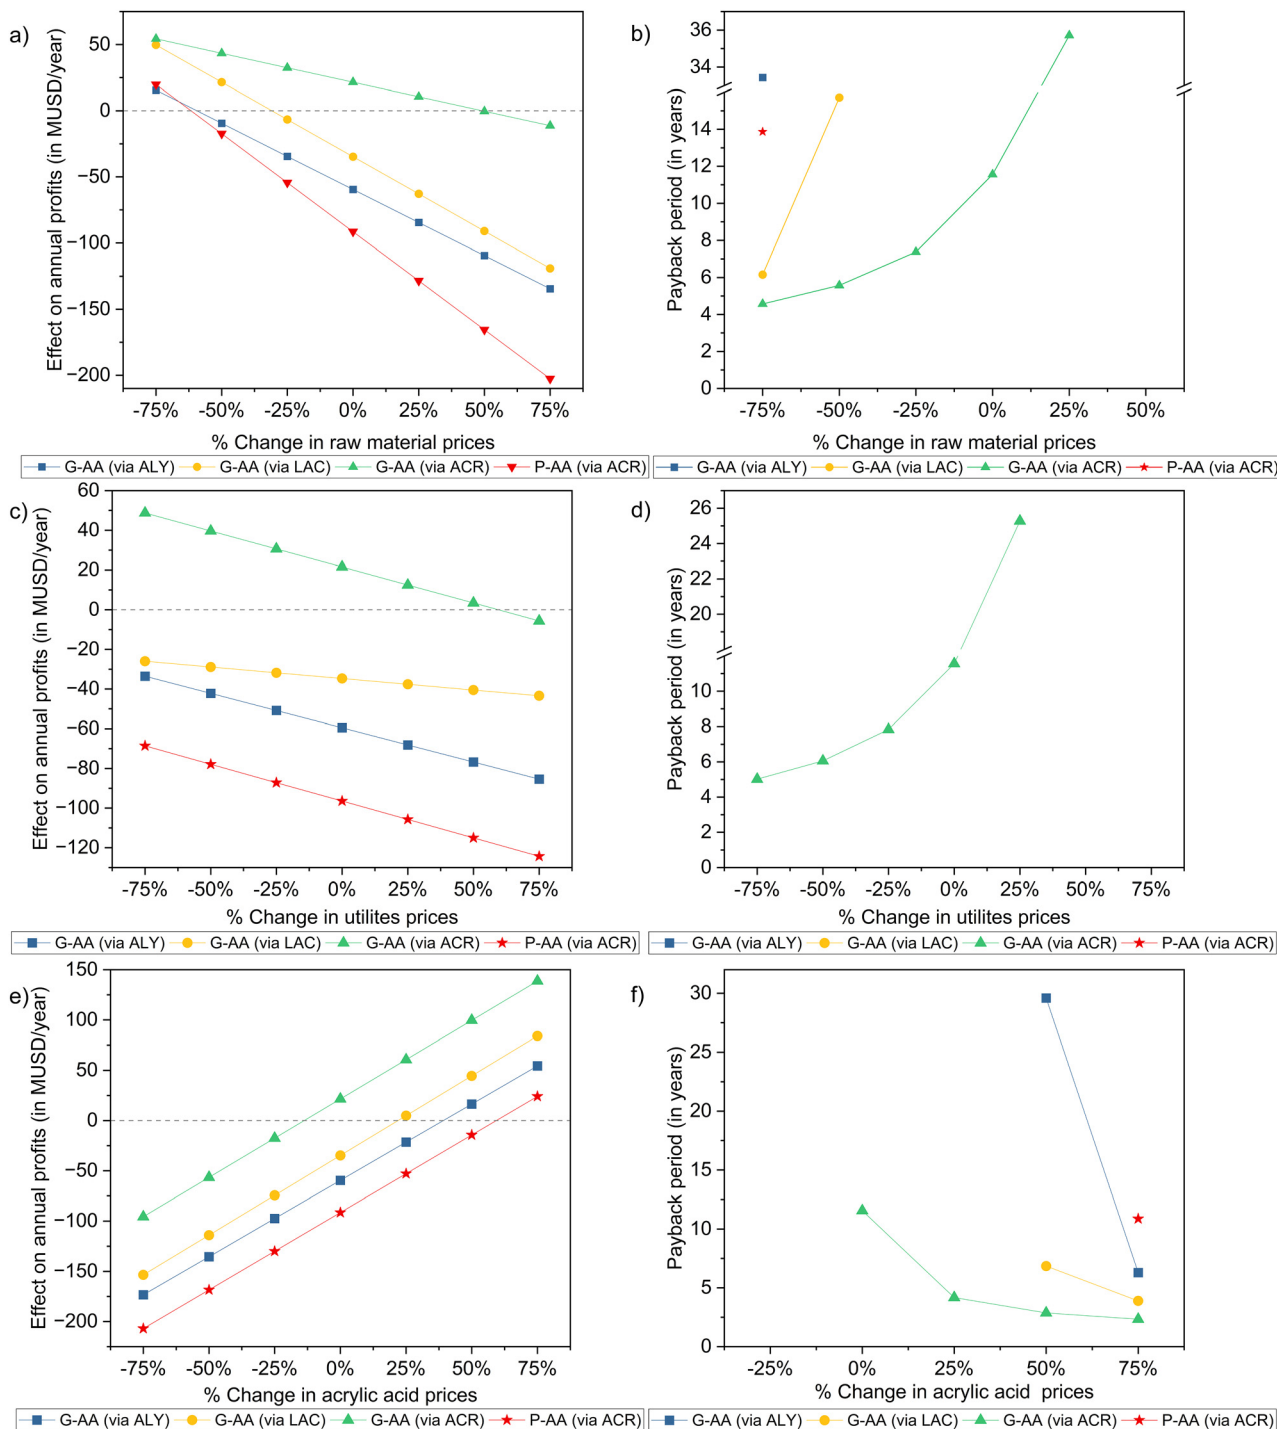 a)
Effect on annual profits (in MUSD/year)
50
0
−50
−100
−150
−200
-75% -50% -25% 0% 25% 50% 75%
% Change in raw material prices
G-AA (via ALY) G-AA (via LAC) G-AA (via ACR) P-AA (via ACR)
b)
Payback period (in years)
36
34
14
12
10
8
6
4
2
0
-75% -50% -25% 0% 25% 50%
% Change in raw material prices
G-AA (via ALY) G-AA (via LAC) G-AA (via ACR) P-AA (via ACR)
c)
Effect on annual profits (in MUSD/year)
60
40
20
0
−20
−40
−60
−80
−100
−120
-75% -50% -25% 0% 25% 50% 75%
% Change in utilites prices
G-AA (via ALY) G-AA (via LAC) G-AA (via ACR) P-AA (via ACR)
d)
Payback period (in years)
26
24
22
20
10
8
6
4
2
0
-75% -50% -25% 0% 25% 50% 75%
% Change in utilites prices
G-AA (via ALY) G-AA (via LAC) G-AA (via ACR) P-AA (via ACR)
e)
Effect on annual profits (in MUSD/year)
150
100
50
0
−50
−100
−150
−200
-75% -50% -25% 0% 25% 50% 75%
% Change in acrylic acid prices
G-AA (via ALY) G-AA (via LAC) G-AA (via ACR) P-AA (via ACR)
f)
Payback period (in years)
30
25
20
15
10
5
0
-25% 0% 25% 50% 75%
% Change in acrylic acid prices
G-AA (via ALY) G-AA (via LAC) G-AA (via ACR) P-AA (via ACR)